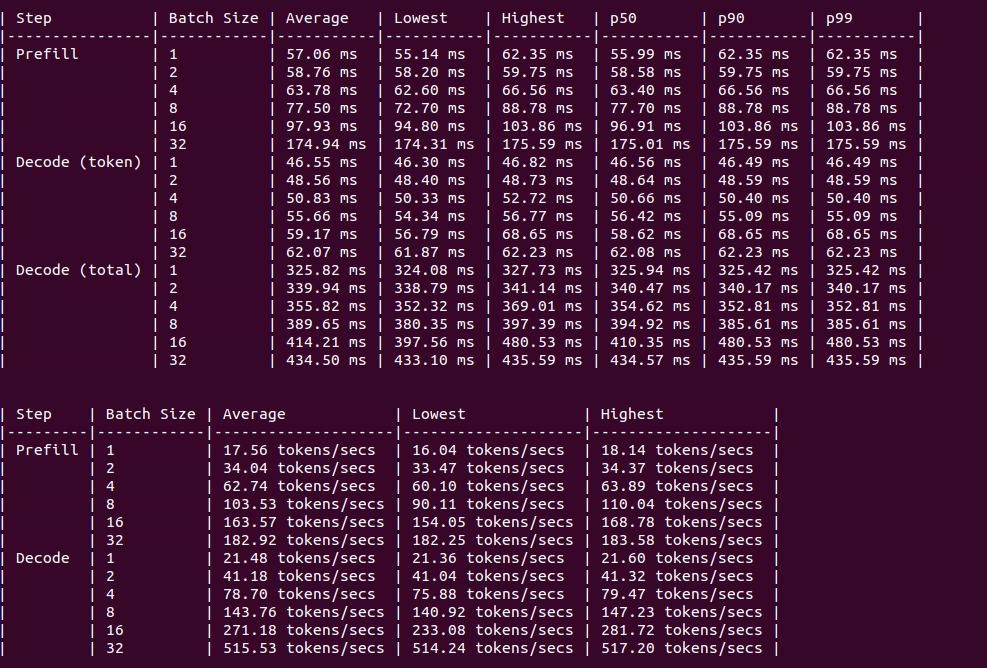 | Step           | Batch Size | Average   | Lowest    | Highest   | p50       | p90       | p99       |
|----------------|------------|-----------|-----------|-----------|-----------|-----------|-----------|
| Prefill        | 1          | 57.06 ms  | 55.14 ms  | 62.35 ms  | 55.99 ms  | 62.35 ms  | 62.35 ms  |
|                | 2          | 58.76 ms  | 58.20 ms  | 59.75 ms  | 58.58 ms  | 59.75 ms  | 59.75 ms  |
|                | 4          | 63.78 ms  | 62.60 ms  | 66.56 ms  | 63.40 ms  | 66.56 ms  | 66.56 ms  |
|                | 8          | 77.50 ms  | 72.70 ms  | 88.78 ms  | 77.70 ms  | 88.78 ms  | 88.78 ms  |
|                | 16         | 97.93 ms  | 94.80 ms  | 103.86 ms | 96.91 ms  | 103.86 ms | 103.86 ms |
|                | 32         | 174.94 ms | 174.31 ms | 175.59 ms | 175.01 ms | 175.59 ms | 175.59 ms |
| Decode (token) | 1          | 46.55 ms  | 46.30 ms  | 46.82 ms  | 46.56 ms  | 46.49 ms  | 46.49 ms  |
|                | 2          | 48.56 ms  | 48.40 ms  | 48.73 ms  | 48.64 ms  | 48.59 ms  | 48.59 ms  |
|                | 4          | 50.83 ms  | 50.33 ms  | 52.72 ms  | 50.66 ms  | 50.40 ms  | 50.40 ms  |
|                | 8          | 55.66 ms  | 54.34 ms  | 56.77 ms  | 56.42 ms  | 55.09 ms  | 55.09 ms  |
|                | 16         | 59.17 ms  | 56.79 ms  | 68.65 ms  | 58.62 ms  | 68.65 ms  | 68.65 ms  |
|                | 32         | 62.07 ms  | 61.87 ms  | 62.23 ms  | 62.08 ms  | 62.23 ms  | 62.23 ms  |
| Decode (total) | 1          | 325.82 ms | 324.08 ms | 327.73 ms | 325.94 ms | 325.42 ms | 325.42 ms |
|                | 2          | 339.94 ms | 338.79 ms | 341.14 ms | 340.47 ms | 340.17 ms | 340.17 ms |
|                | 4          | 355.82 ms | 352.32 ms | 369.01 ms | 354.62 ms | 352.81 ms | 352.81 ms |
|                | 8          | 389.65 ms | 380.35 ms | 397.39 ms | 394.92 ms | 385.61 ms | 385.61 ms |
|                | 16         | 414.21 ms | 397.56 ms | 480.53 ms | 410.35 ms | 480.53 ms | 480.53 ms |
|                | 32         | 434.50 ms | 433.10 ms | 435.59 ms | 434.57 ms | 435.59 ms | 435.59 ms |

| Step    | Batch Size | Average            | Lowest             | Highest            |
|---------|------------|--------------------|--------------------|--------------------|
| Prefill | 1          | 17.56 tokens/secs  | 16.04 tokens/secs  | 18.14 tokens/secs  |
|         | 2          | 34.04 tokens/secs  | 33.47 tokens/secs  | 34.37 tokens/secs  |
|         | 4          | 62.74 tokens/secs  | 60.10 tokens/secs  | 63.89 tokens/secs  |
|         | 8          | 103.53 tokens/secs | 90.11 tokens/secs  | 110.04 tokens/secs |
|         | 16         | 163.57 tokens/secs | 154.05 tokens/secs | 168.78 tokens/secs |
|         | 32         | 182.92 tokens/secs | 182.25 tokens/secs | 183.58 tokens/secs |
| Decode  | 1          | 21.48 tokens/secs  | 21.36 tokens/secs  | 21.60 tokens/secs  |
|         | 2          | 41.18 tokens/secs  | 41.04 tokens/secs  | 41.32 tokens/secs  |
|         | 4          | 78.70 tokens/secs  | 75.88 tokens/secs  | 79.47 tokens/secs  |
|         | 8          | 143.76 tokens/secs | 140.92 tokens/secs | 147.23 tokens/secs |
|         | 16         | 271.18 tokens/secs | 233.08 tokens/secs | 281.72 tokens/secs |
|         | 32         | 515.53 tokens/secs | 514.24 tokens/secs | 517.20 tokens/secs |